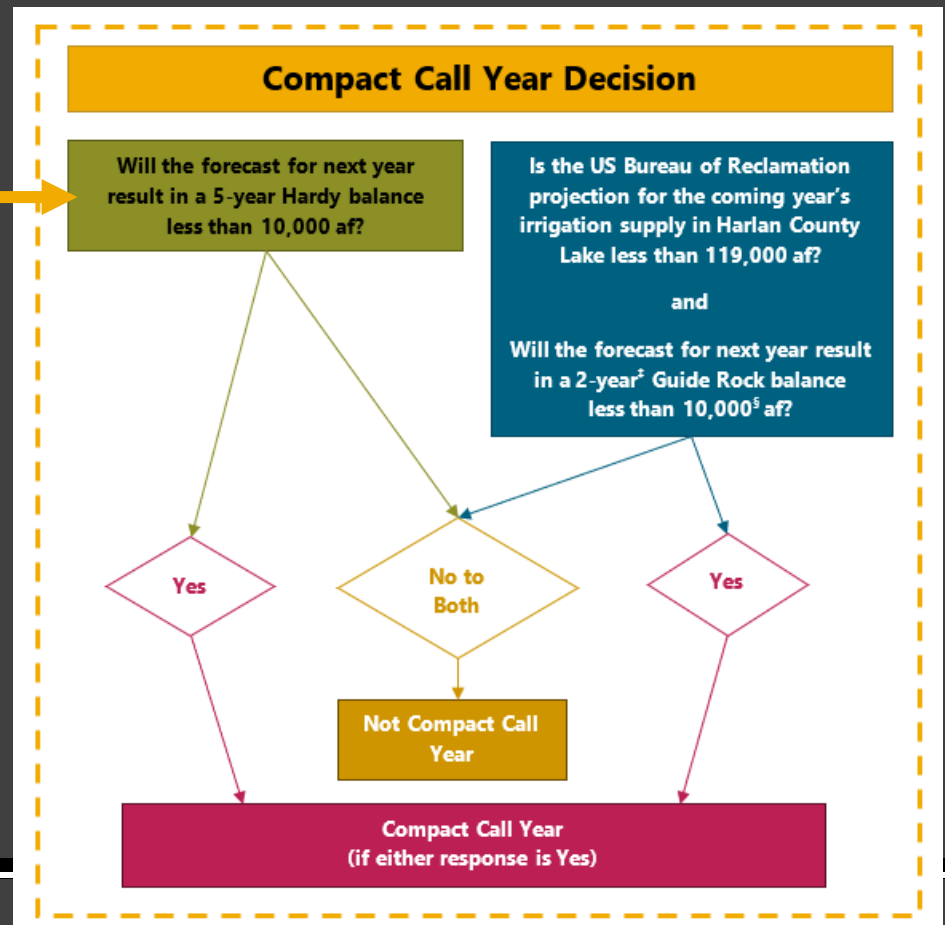 Compact Call Year Decision
Will the forecast for next year
result in a 5-year Hardy balance
less than 10,000 af?
Is the US Bureau of Reclamation
projection for the coming year's
irrigation supply in Harlan County
Lake less than 119,000 af?
and
Will the forecast for next year result
in a 2-year‡ Guide Rock balance
less than 10,000§ af?
Yes
No to
Both
Yes
Not Compact Call
Year
Compact Call Year
(if either response is Yes)